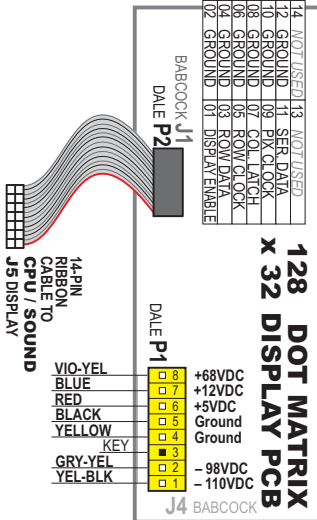 128 DOT MATRIX
x 32 DISPLAY PCB
14 NOT USED 13 NOT USED
12 GROUND 11 SER. DATA
10 GROUND 09 PIX CLOCK
08 GROUND 07 COL. LATCH
06 GROUND 05 ROW CLOCK
04 GROUND 03 ROW DATA
02 GROUND 01 DISPLAY ENABLE
BABCOCK J1
DALE P2
14-PIN
RIBBON
CABLE TO
CPU / SOUND
J5 DISPLAY
DALE P1
VIO-YEL 8 +68VDC
BLUE 7 +12VDC
RED 6 +5VDC
BLACK 5 Ground
YELLOW 4 Ground
KEY 3
GRY-YEL 2 – 98VDC
YEL-BLK 1 – 110VDC
J4 BABCOCK